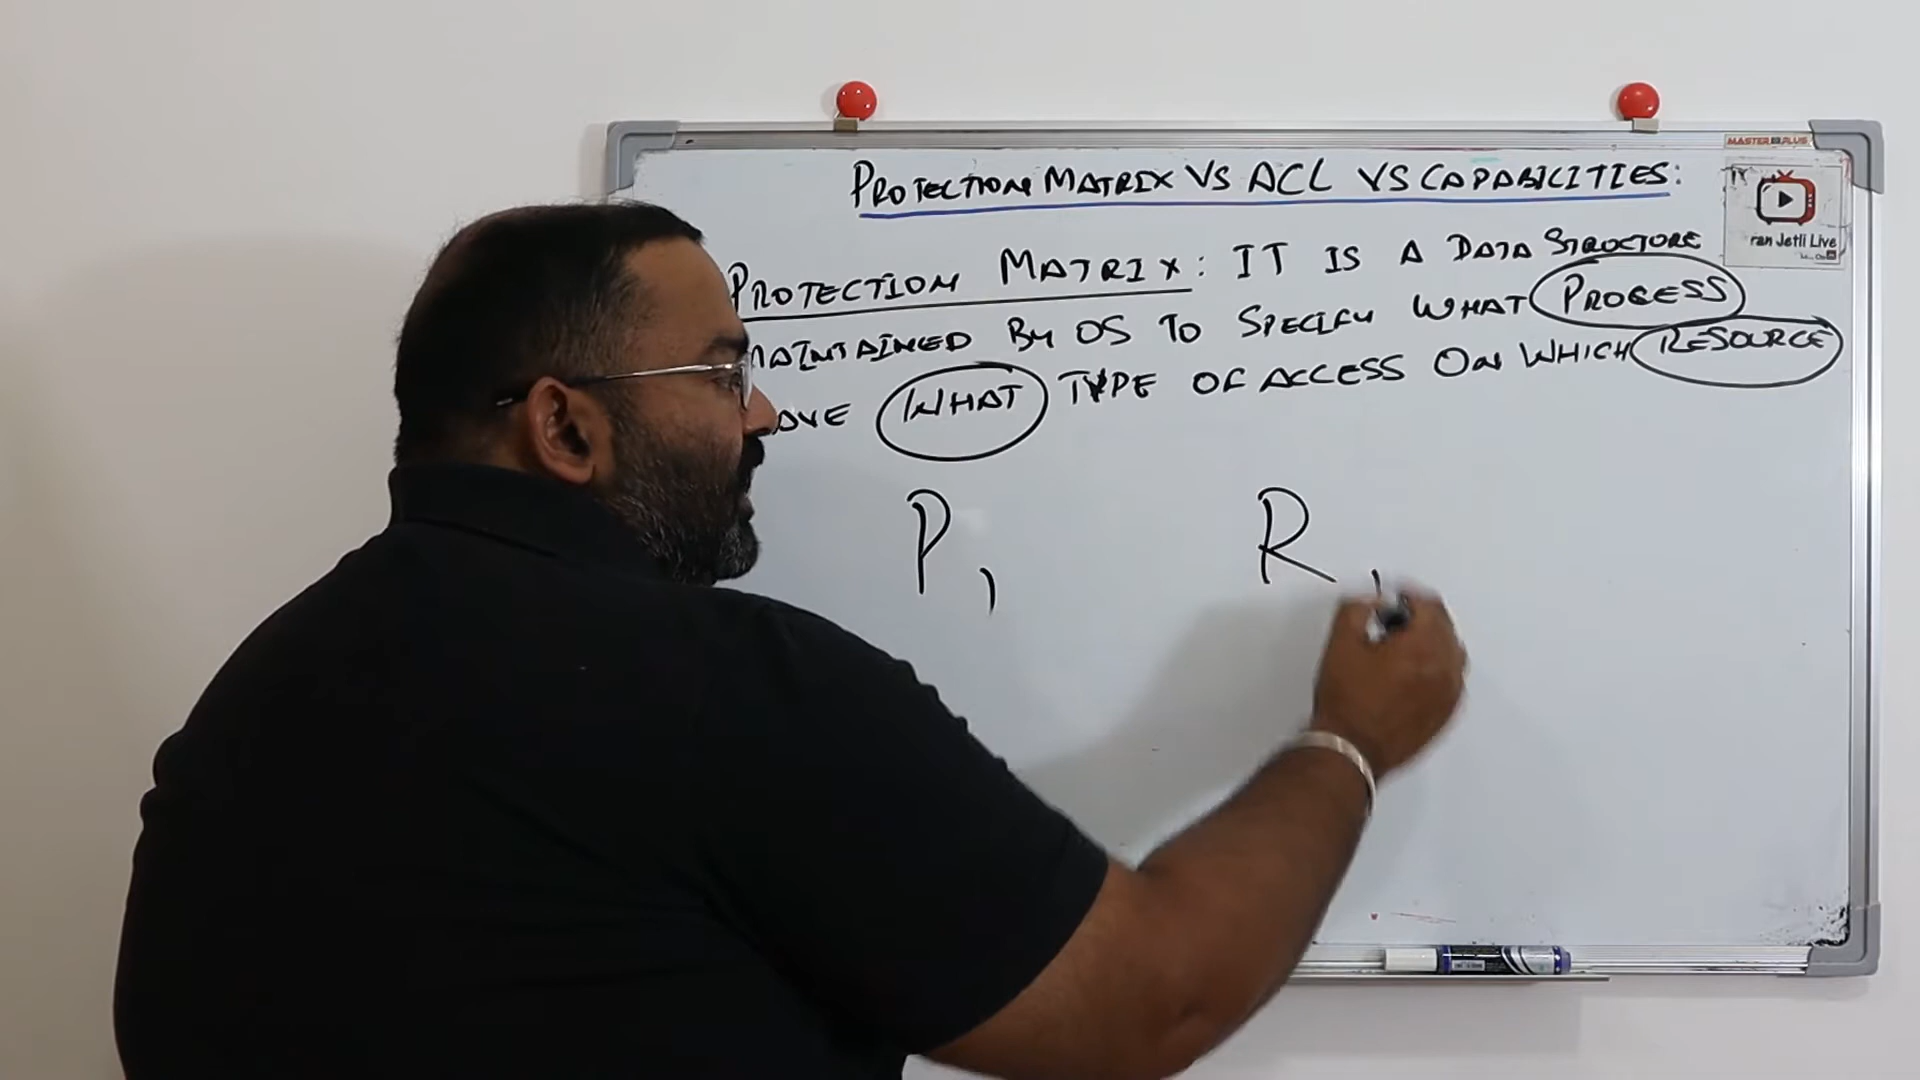 MASTER PLUS
PROTECTION MATRIX VS ACL VS CAPABILITIES:
ran Jetli Live
PROTECTION MATRIX: IT IS A DATA STRUCTURE
MAINTAINED BY OS TO SPECIFY WHAT PROCESS
WHAT TYPE OF ACCESS ON WHICH RESOURCE
P1 R1